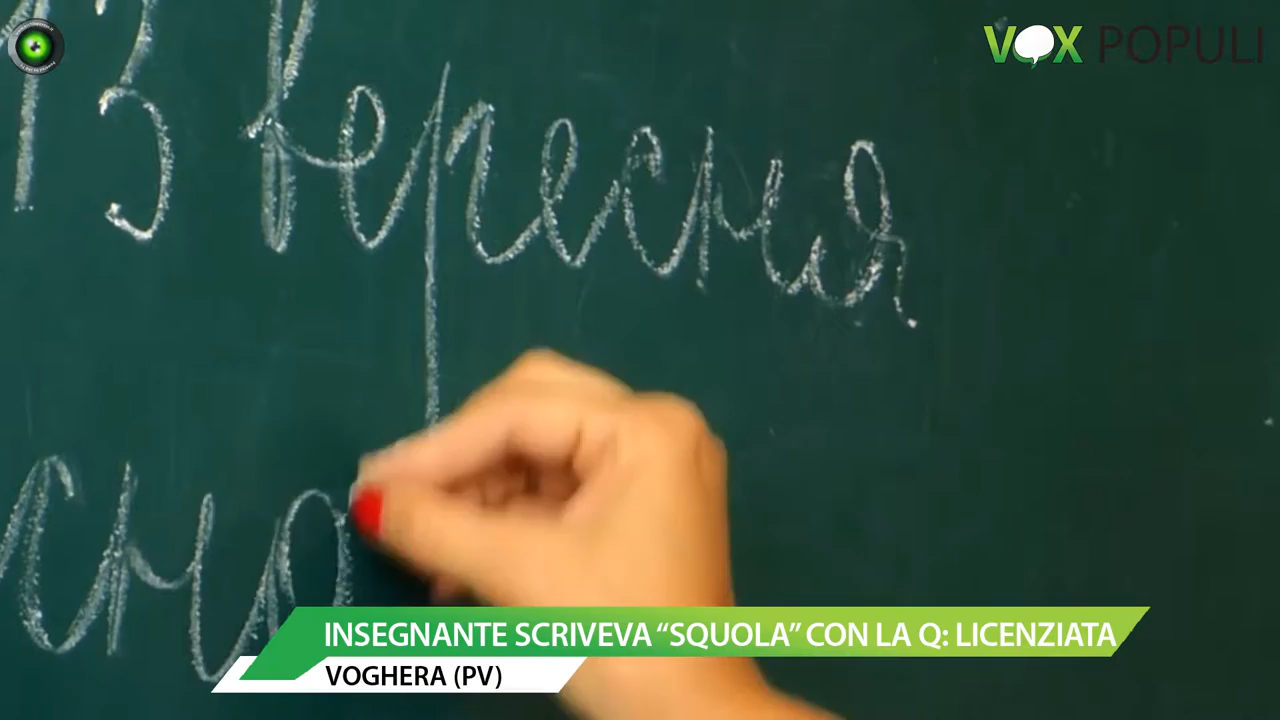 VOX POPULI
13 вересня
INSEGNANTE SCRIVEVA “SQUOLA” CON LA Q: LICENZIATA
VOGHERA (PV)